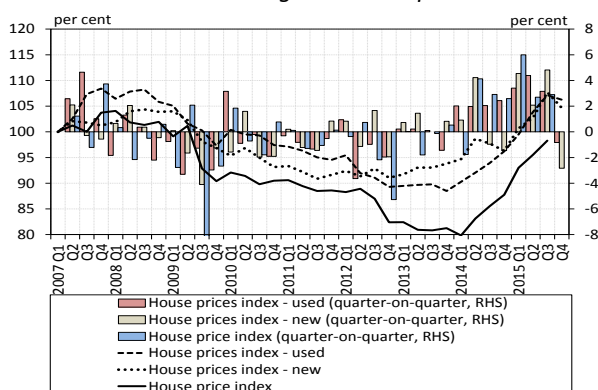 per cent per cent
120 8
115 6
110 4
105 2
100 0
95 -2
90 -4
85 -6
80 -8
2007 Q1 Q2 Q3 Q4 2008 Q1 Q2 Q3 Q4 2009 Q1 Q2 Q3 Q4 2010 Q1 Q2 Q3 Q4 2011 Q1 Q2 Q3 Q4 2012 Q1 Q2 Q3 Q4 2013 Q1 Q2 Q3 Q4 2014 Q1 Q2 Q3 Q4 2015 Q1 Q2 Q3 Q4
House prices index - used (quarter-on-quarter, RHS)
House prices index - new (quarter-on-quarter, RHS)
House price index (quarter-on-quarter, RHS)
House prices index - used
House prices index - new
House price index